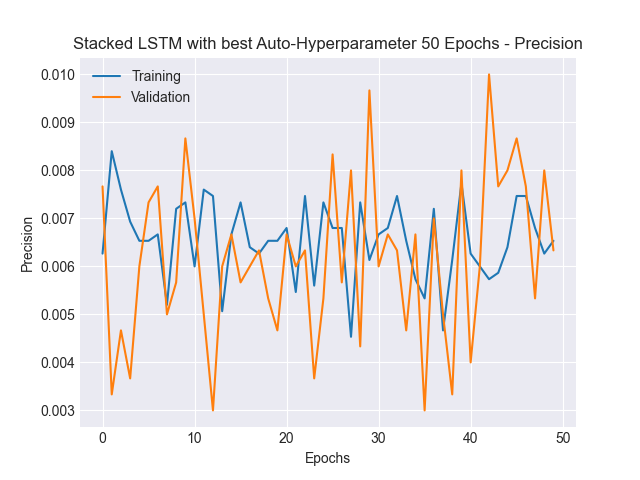 Stacked LSTM with best Auto-Hyperparameter 50 Epochs - Precision
Training
Validation
0.010
0.009
0.008
0.007
0.006
0.005
0.004
0.003
Precision
0 10 20 30 40 50
Epochs